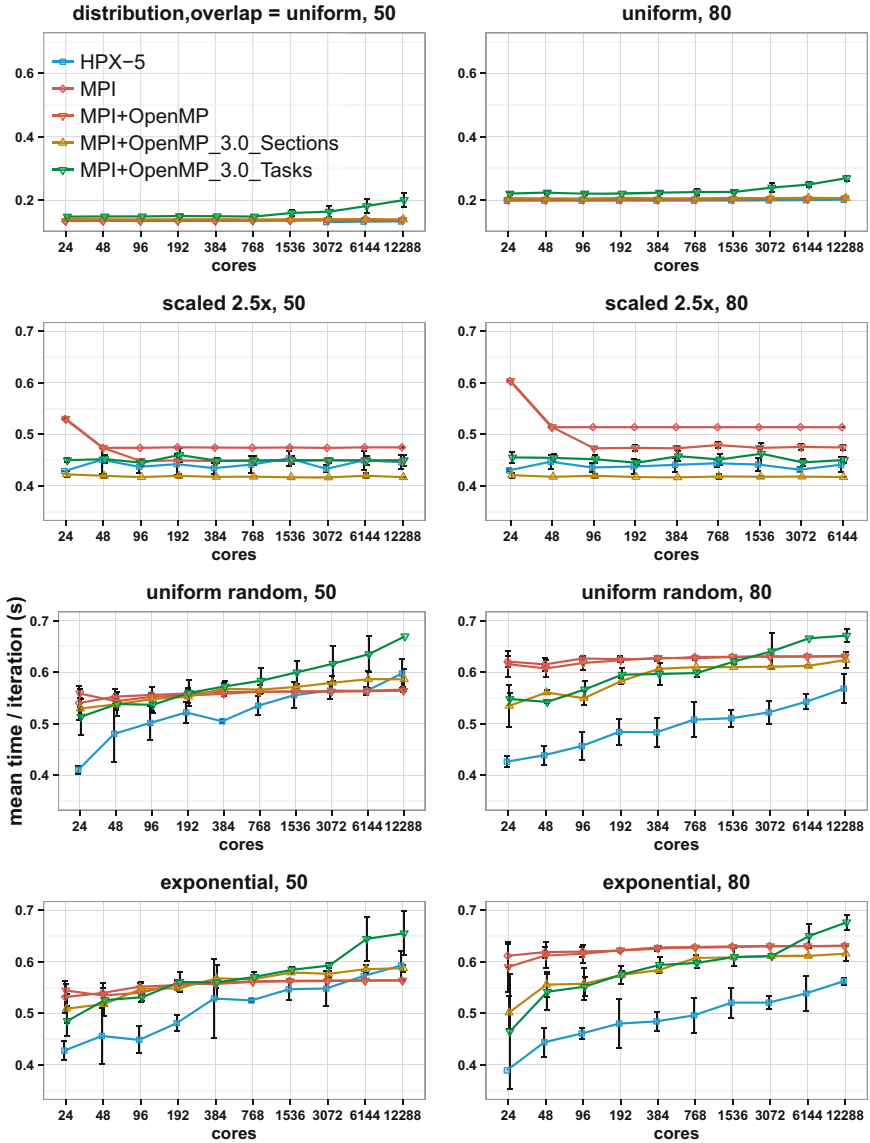 distribution,overlap = uniform, 50
uniform, 80
0.6
0.4
0.2
HPX−5
MPI
MPI+OpenMP
MPI+OpenMP_3.0_Sections
MPI+OpenMP_3.0_Tasks
24 48 96 192 384 768 1536 3072 6144 12288
cores
0.6
0.4
0.2
24 48 96 192 384 768 1536 3072 6144 12288
cores
scaled 2.5x, 50
0.7
0.6
0.5
0.4
24 48 96 192 384 768 1536 3072 6144 12288
cores
scaled 2.5x, 80
0.7
0.6
0.5
0.4
24 48 96 192 384 768 1536 3072 6144
cores
mean time / iteration (s)
uniform random, 50
0.7
0.6
0.5
0.4
24 48 96 192 384 768 1536 3072 6144 12288
cores
uniform random, 80
0.7
0.6
0.5
0.4
24 48 96 192 384 768 1536 3072 6144 12288
cores
exponential, 50
0.7
0.6
0.5
0.4
24 48 96 192 384 768 1536 3072 6144 12288
cores
exponential, 80
0.7
0.6
0.5
0.4
24 48 96 192 384 768 1536 3072 6144 12288
cores